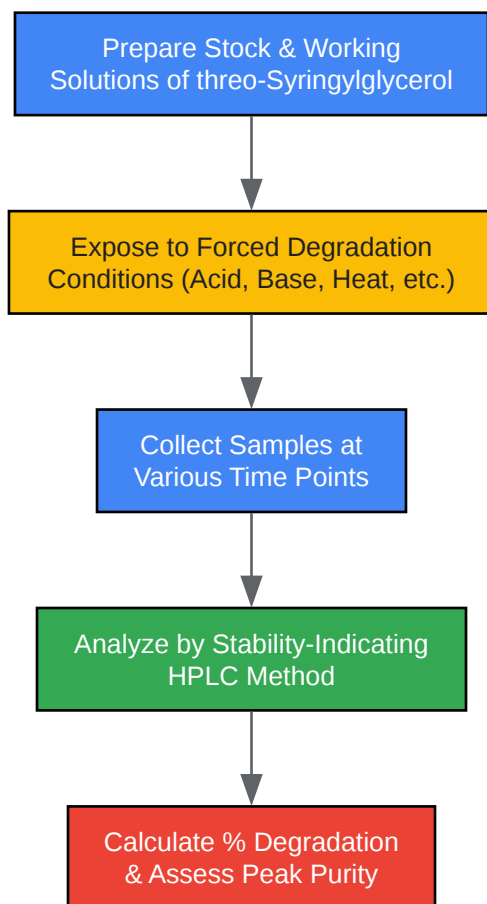 Prepare Stock & Working
Solutions of threo-Syringylglycerol
Expose to Forced Degradation
Conditions (Acid, Base, Heat, etc.)
Collect Samples at
Various Time Points
Analyze by Stability-Indicating
HPLC Method
Calculate % Degradation
& Assess Peak Purity